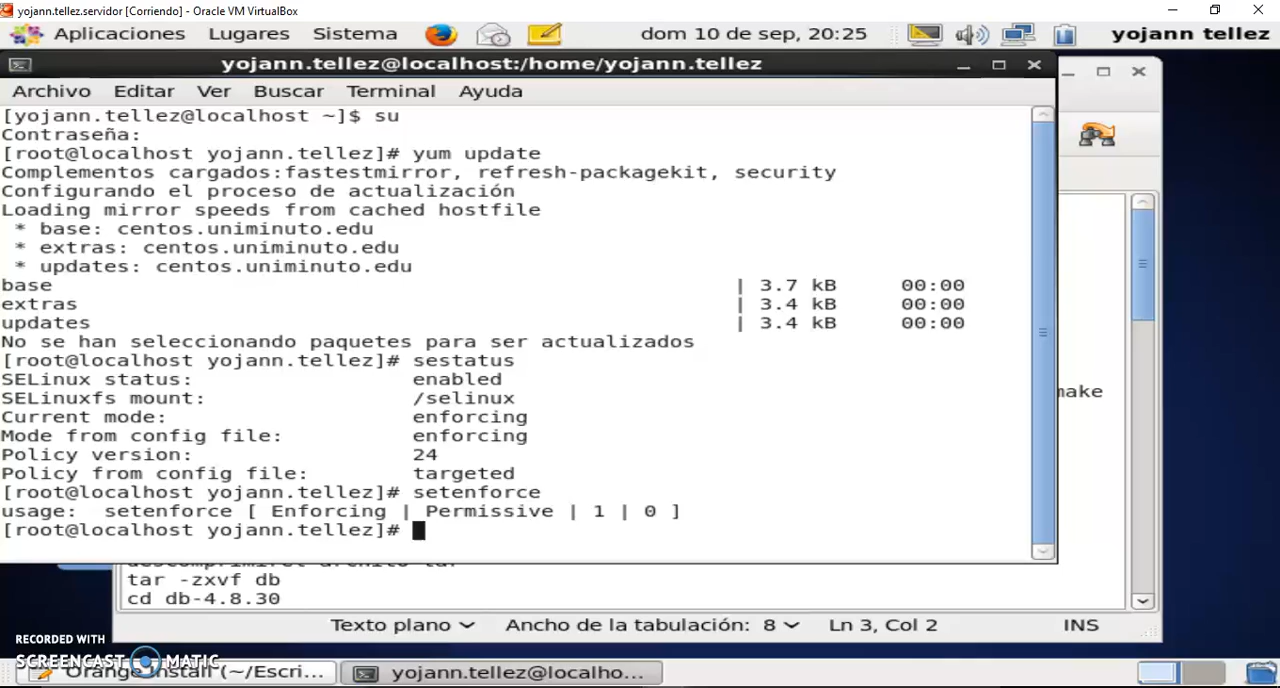 yojann.tellez.servidor [Corriendo] - Oracle VM VirtualBox
Aplicaciones Lugares Sistema dom 10 de sep, 20:25 yojann tellez
yojann.tellez@localhost:/home/yojann.tellez
Archivo Editar Ver Buscar Terminal Ayuda
[yojann.tellez@localhost ~]$ su
Contraseña:
[root@localhost yojann.tellez]# yum update
Complementos cargados:fastestmirror, refresh-packagekit, security
Configurando el proceso de actualización
Loading mirror speeds from cached hostfile
* base: centos.uniminuto.edu
* extras: centos.uniminuto.edu
* updates: centos.uniminuto.edu
base | 3.7 kB 00:00
extras | 3.4 kB 00:00
updates | 3.4 kB 00:00
No se han seleccionando paquetes para ser actualizados
[root@localhost yojann.tellez]# sestatus
SELinux status: enabled
SELinuxfs mount: /selinux
Current mode: enforcing
Mode from config file: enforcing
Policy version: 24
Policy from config file: targeted
[root@localhost yojann.tellez]# setenforce
usage: setenforce [ Enforcing | Permissive | 1 | 0 ]
[root@localhost yojann.tellez]#
make
tar -zxvf db
cd db-4.8.30
Texto plano Ancho de la tabulación: 8 Ln 3, Col 2 INS
RECORDED WITH
SCREENCAST MATIC
Orange Install (~/Escri... yojann.tellez@localho...